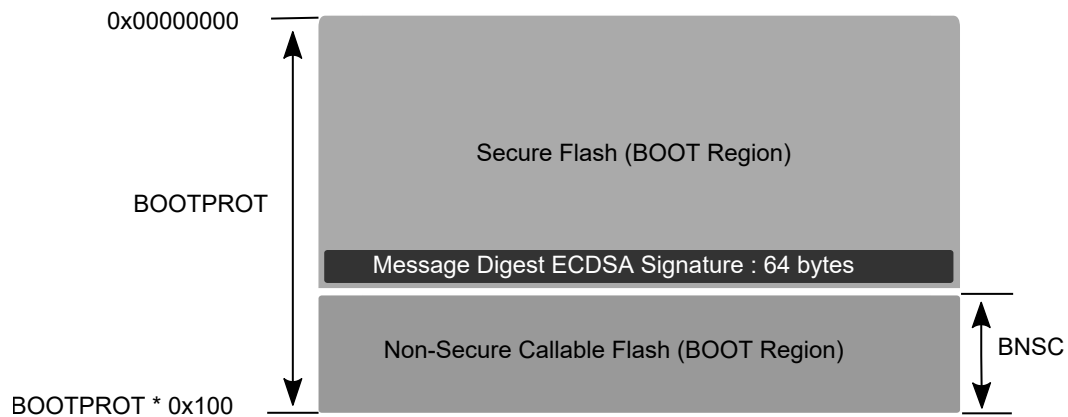 0x00000000
Secure Flash (BOOT Region)
BOOTPROT
Message Digest ECDSA Signature : 64 bytes
Non-Secure Callable Flash (BOOT Region)
BNSC
BOOTPROT * 0x100